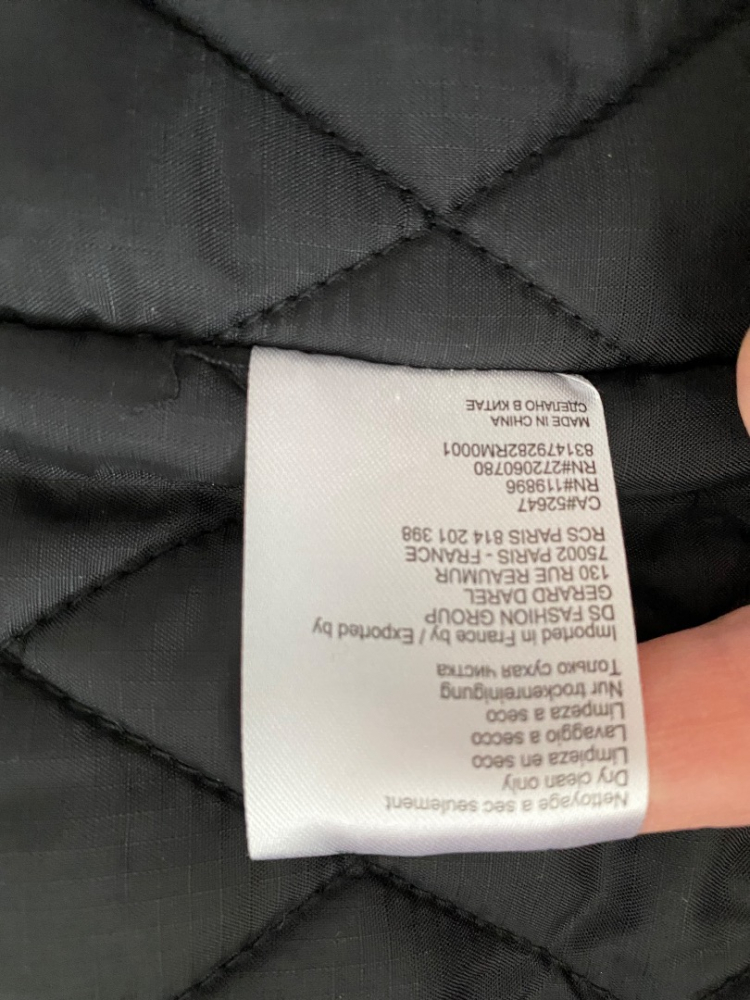 Nettoyage a sec seulement
Dry clean only
Limpieza en seco
Lavaggio a secco
Limpeza a seco
Nur trockenreinigung
Только сухая чистка
Imported in France by / Exported by
DS FASHION GROUP
GERARD DAREL
130 RUE REAUMUR
75002 PARIS - FRANCE
RCS PARIS 814 201 398
CA#52647
RN#119896
RN#2722060780
831479282RM0001
MADE IN CHINA
СДЕЛАНО В КИТАЕ